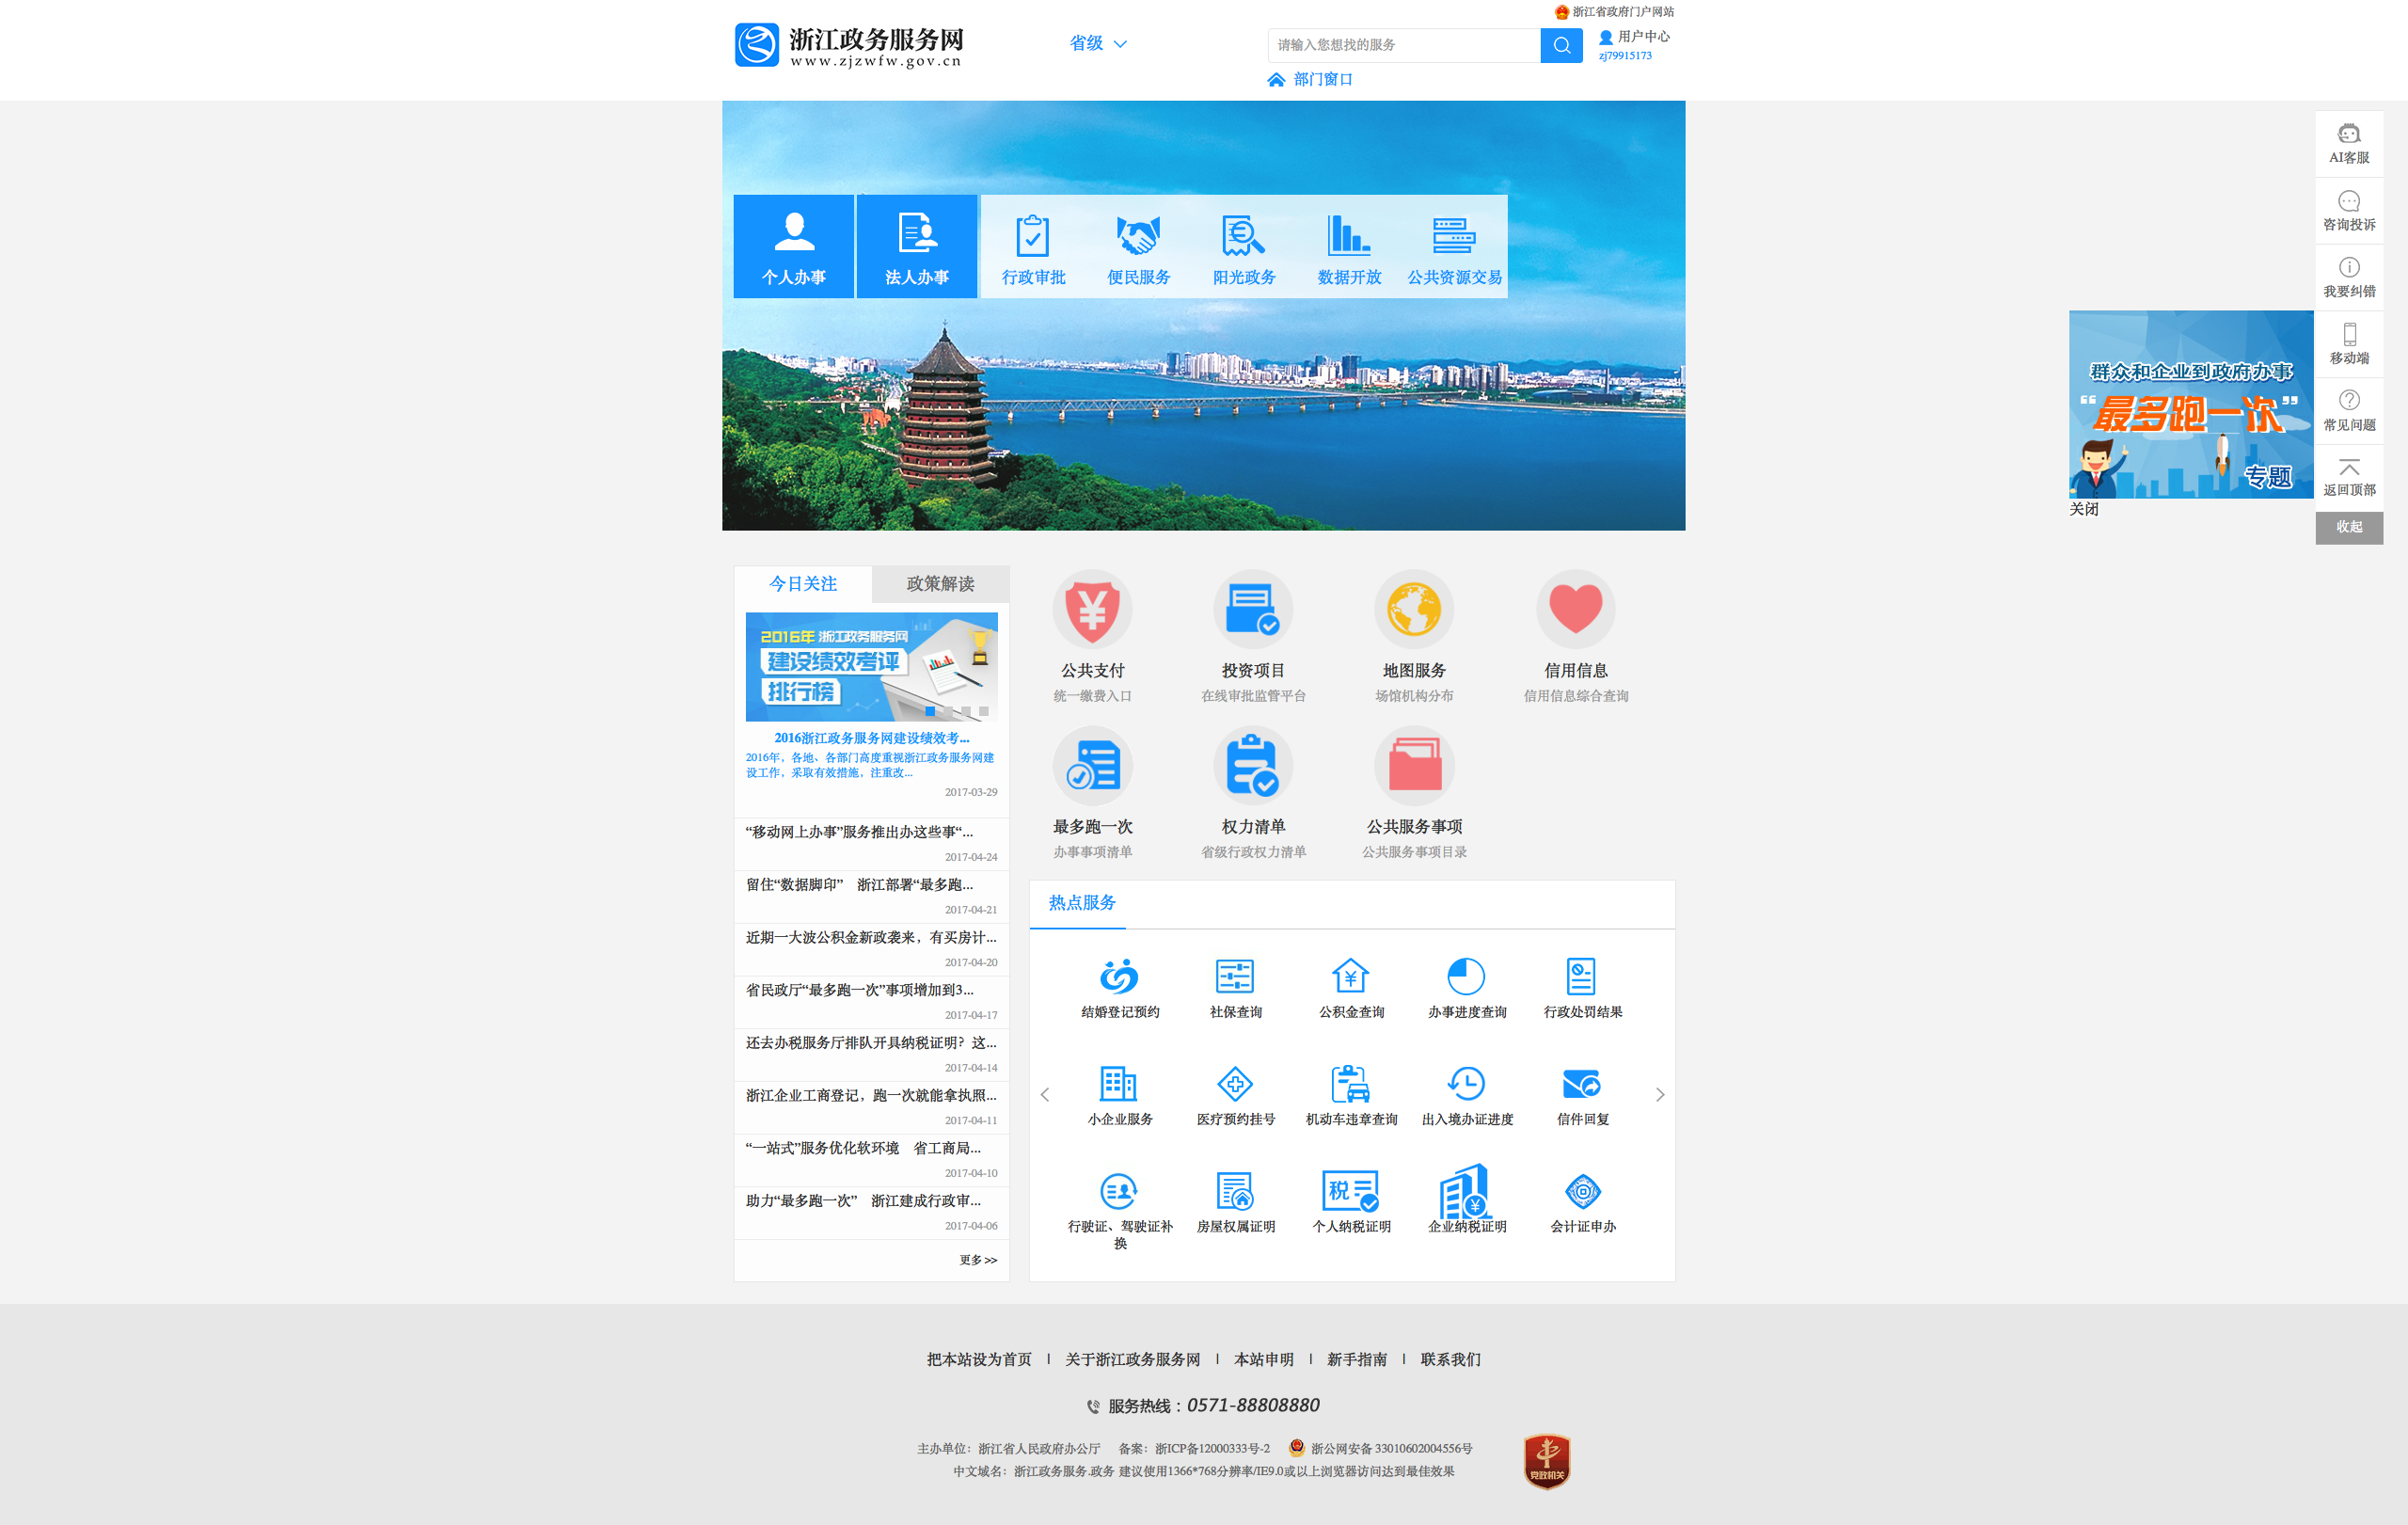 浙江省政府门户网站
浙江政务服务网
www.zjzwfw.gov.cn
省级
请输入您想找的服务
用户中心
zj79915173
部门窗口
个人办事
法人办事
行政审批
便民服务
阳光政务
数据开放
公共资源交易
AI客服
咨询投诉
我要纠错
移动端
常见问题
返回顶部
收起
群众和企业到政府办事
“最多跑一次”
专题
关闭
今日关注
政策解读
2016年 浙江政务服务网
建设绩效考评
排行榜
2016浙江政务服务网建设绩效考...
2016年，各地、各部门高度重视浙江政务服务网建
设工作，采取有效措施，注重改...
2017-03-29
“移动网上办事”服务推出办这些事“...
2017-04-24
留住“数据脚印” 浙江部署“最多跑...
2017-04-21
近期一大波公积金新政袭来，有买房计...
2017-04-20
省民政厅“最多跑一次”事项增加到3...
2017-04-17
还去办税服务厅排队开具纳税证明？这...
2017-04-14
浙江企业工商登记，跑一次就能拿执照...
2017-04-11
“一站式”服务优化软环境 省工商局...
2017-04-10
助力“最多跑一次” 浙江建成行政审...
2017-04-06
更多 >>
公共支付
统一缴费入口
投资项目
在线审批监管平台
地图服务
场馆机构分布
信用信息
信用信息综合查询
最多跑一次
办事事项清单
权力清单
省级行政权力清单
公共服务事项
公共服务事项目录
热点服务
结婚登记预约
社保查询
公积金查询
办事进度查询
行政处罚结果
小企业服务
医疗预约挂号
机动车违章查询
出入境办证进度
信件回复
行驶证、驾驶证补
换
房屋权属证明
税
个人纳税证明
企业纳税证明
会计证申办
把本站设为首页 | 关于浙江政务服务网 | 本站申明 | 新手指南 | 联系我们
服务热线：0571-88808880
主办单位：浙江省人民政府办公厅 备案：浙ICP备12000333号-2 浙公网安备 33010602004556号
中文域名：浙江政务服务.政务 建议使用1366*768分辨率/IE9.0或以上浏览器访问达到最佳效果
党政机关